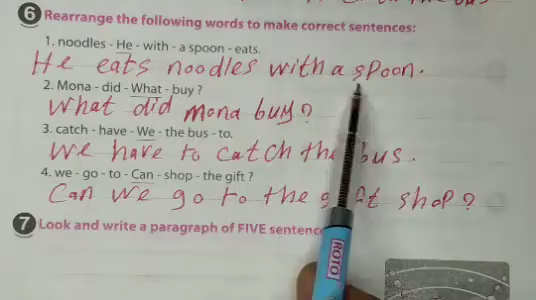 6 Rearrange the following words to make correct sentences:
1. noodles - He - with - a spoon - eats.
He eats noodles with a spoon.
2. Mona - did - What - buy ?
What did Mona buy?
3. catch - have - We - the bus - to.
We have to catch the bus.
4. we - go - to - Can - shop - the gift ?
Can we go to the shop?
7 Look and write a paragraph of FIVE
ROTO